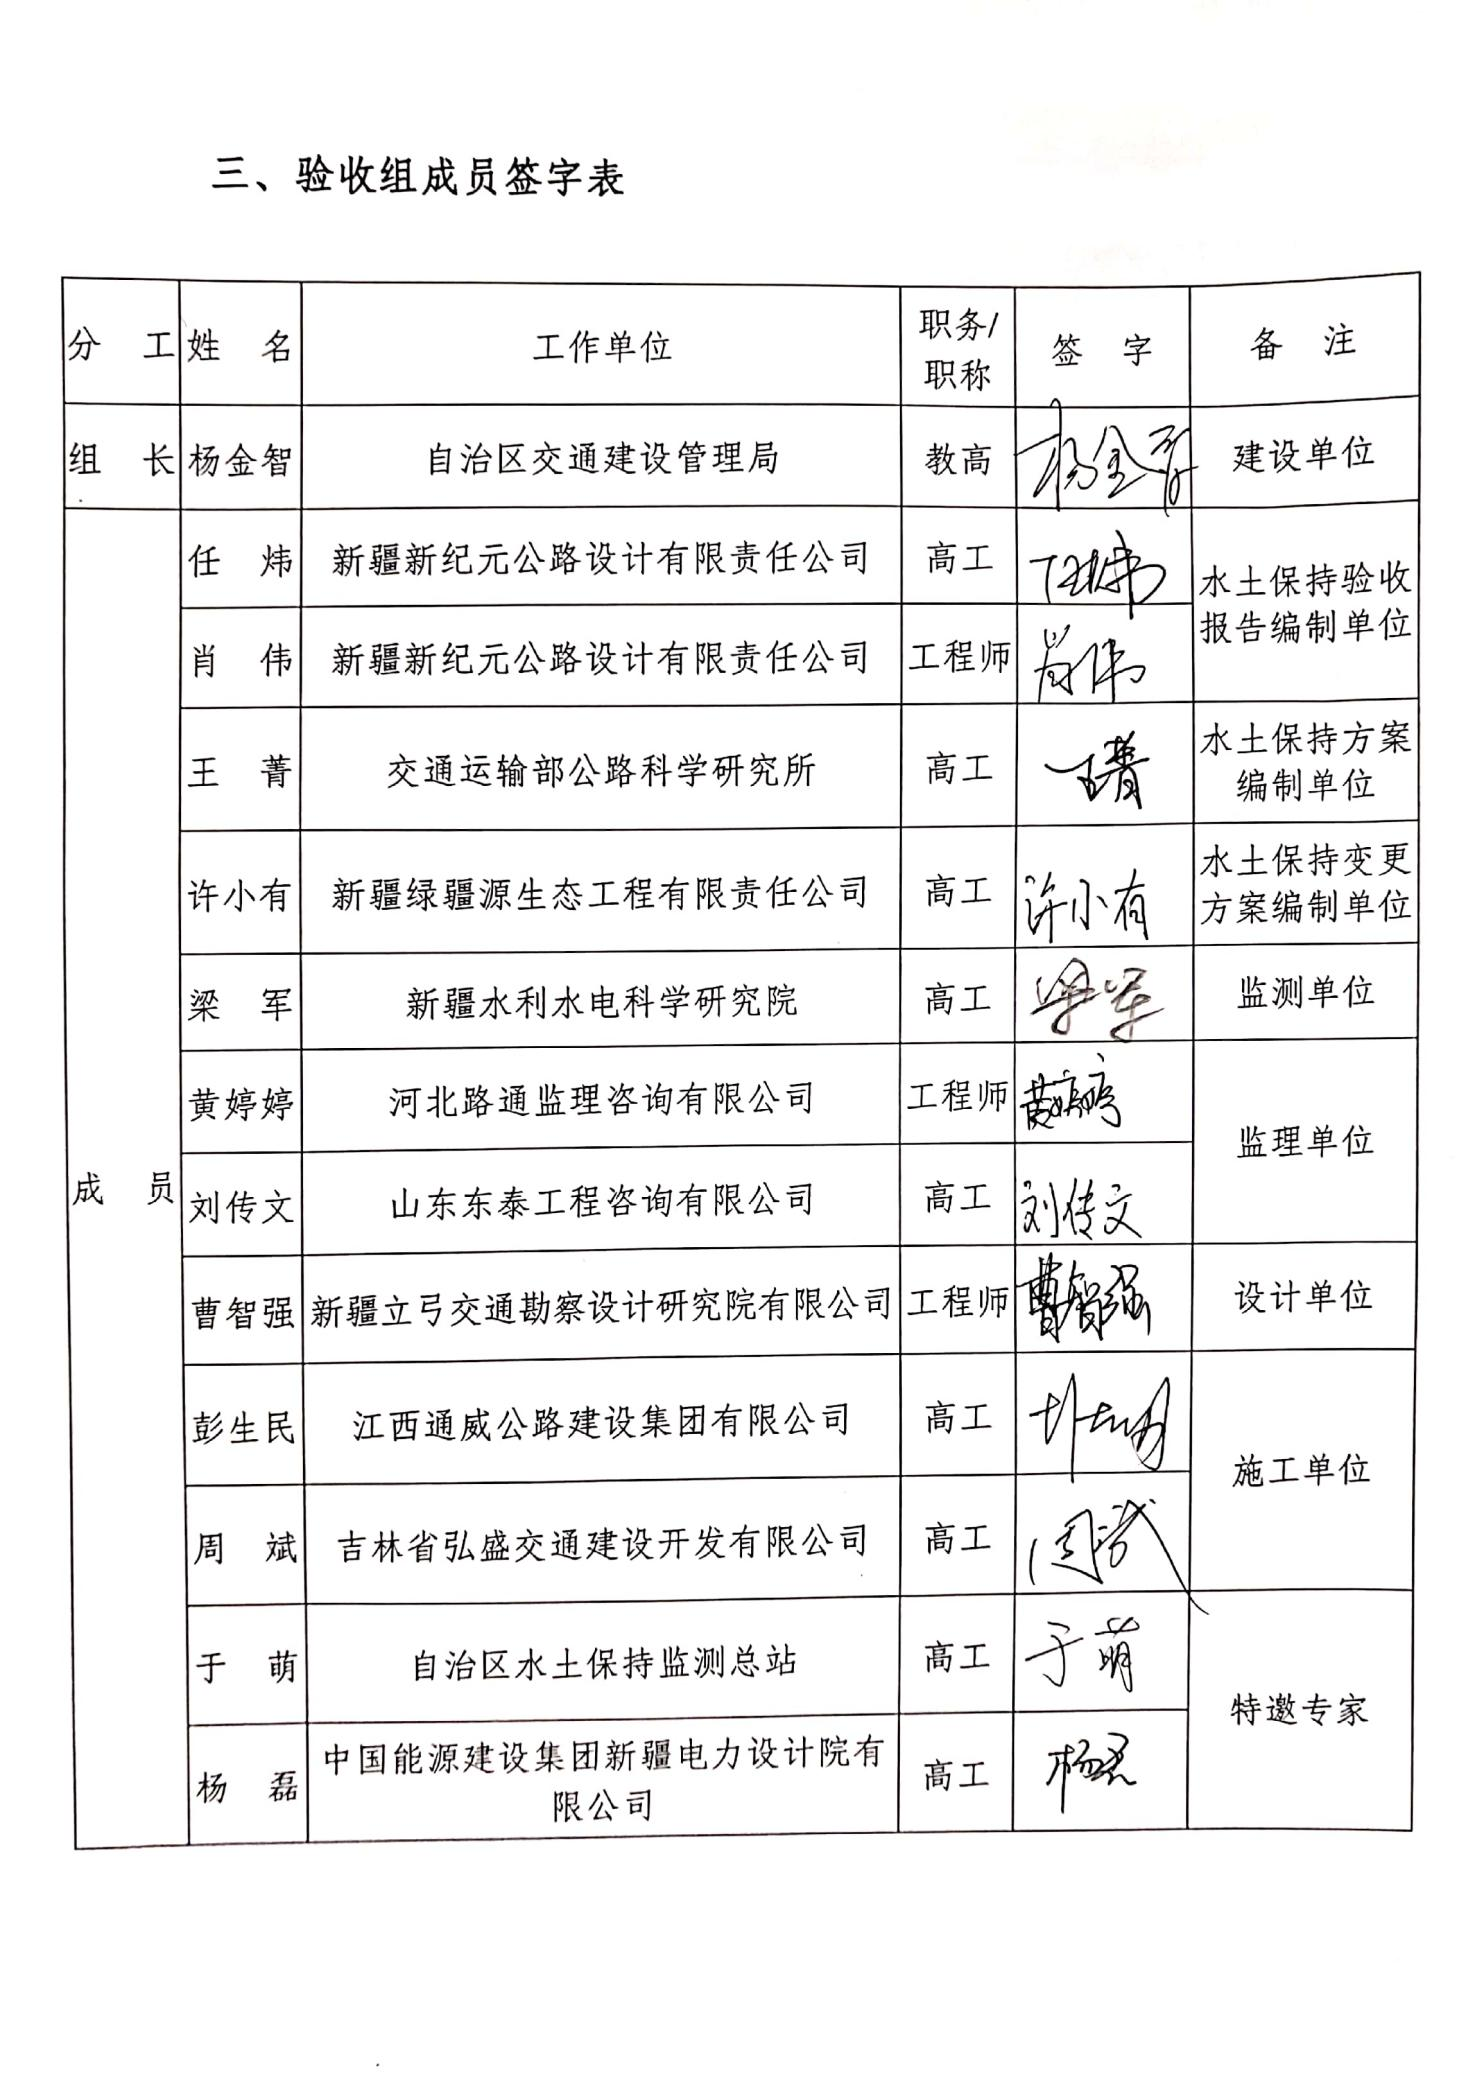 三、验收组成员签字表
分 工 姓 名 工作单位 职务/ 签 字 备 注
职称
组 长 杨金智 自治区交通建设管理局 教高 杨金智 建设单位
成 员
任 炜 新疆新纪元公路设计有限责任公司 高工 任炜
水土保持验收
报告编制单位
肖 伟 新疆新纪元公路设计有限责任公司 工程师 肖伟
王 菁 交通运输部公路科学研究所 高工 王菁 水土保持方案
编制单位
许小有 新疆绿疆源生态工程有限责任公司 高工 许小有 水土保持变更
方案编制单位
梁 军 新疆水利水电科学研究院 高工 梁军 监测单位
黄婷婷 河北路通监理咨询有限公司 工程师 黄婷婷
监理单位
刘传文 山东东泰工程咨询有限公司 高工 刘传文
曹智强 新疆立弓交通勘察设计研究院有限公司 工程师 曹智强 设计单位
彭生民 江西通威公路建设集团有限公司 高工
施工单位
周 斌 吉林省弘盛交通建设开发有限公司 高工 周斌
于 萌 自治区水土保持监测总站 高工 于萌
特邀专家
杨 磊 中国能源建设集团新疆电力设计院有 高工 杨磊
限公司